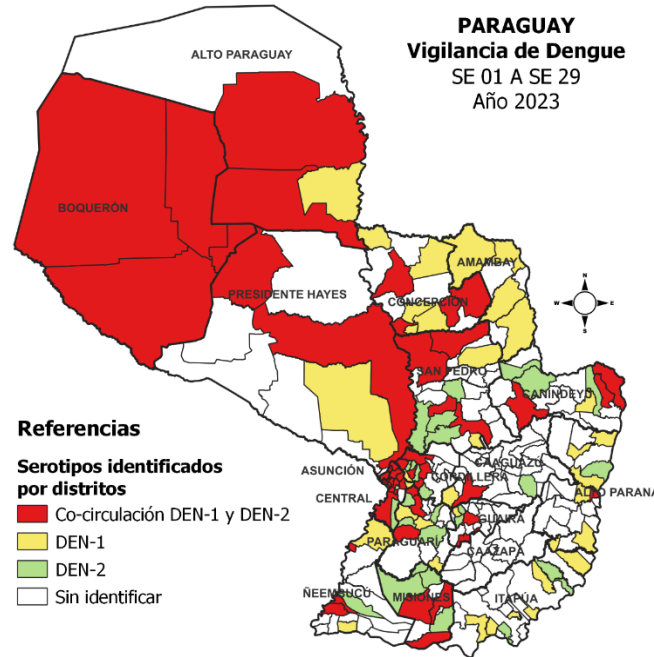 PARAGUAY
Vigilancia de Dengue
SE 01 A SE 29
Año 2023
ALTO PARAGUAY
BOQUERÓN
PRESIDENTE HAYES
AMAMBAY
CONCEPCIÓN
N
W
E
S
SAN PEDRO
CANINDEYÚ
ASUNCIÓN
CENTRAL
CORDILLERA
CAAGUAZÚ
ALTO PARANÁ
GUAIRÁ
PARAGUARÍ
CAAZAPÁ
ÑEEMBUCÚ
MISIONES
ITAPÚA
Referencias
Serotipos identificados
por distritos
Co-circulación DEN-1 y DEN-2
DEN-1
DEN-2
Sin identificar